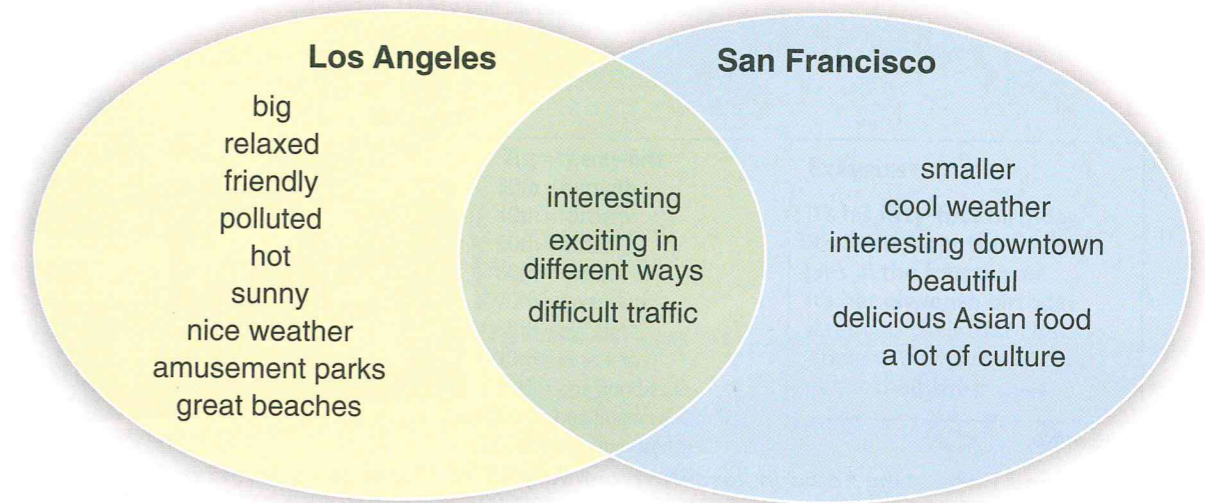 Los Angeles
big
relaxed
friendly
polluted
hot
sunny
nice weather
amusement parks
great beaches
interesting
exciting in
different ways
difficult traffic
San Francisco
smaller
cool weather
interesting downtown
beautiful
delicious Asian food
a lot of culture